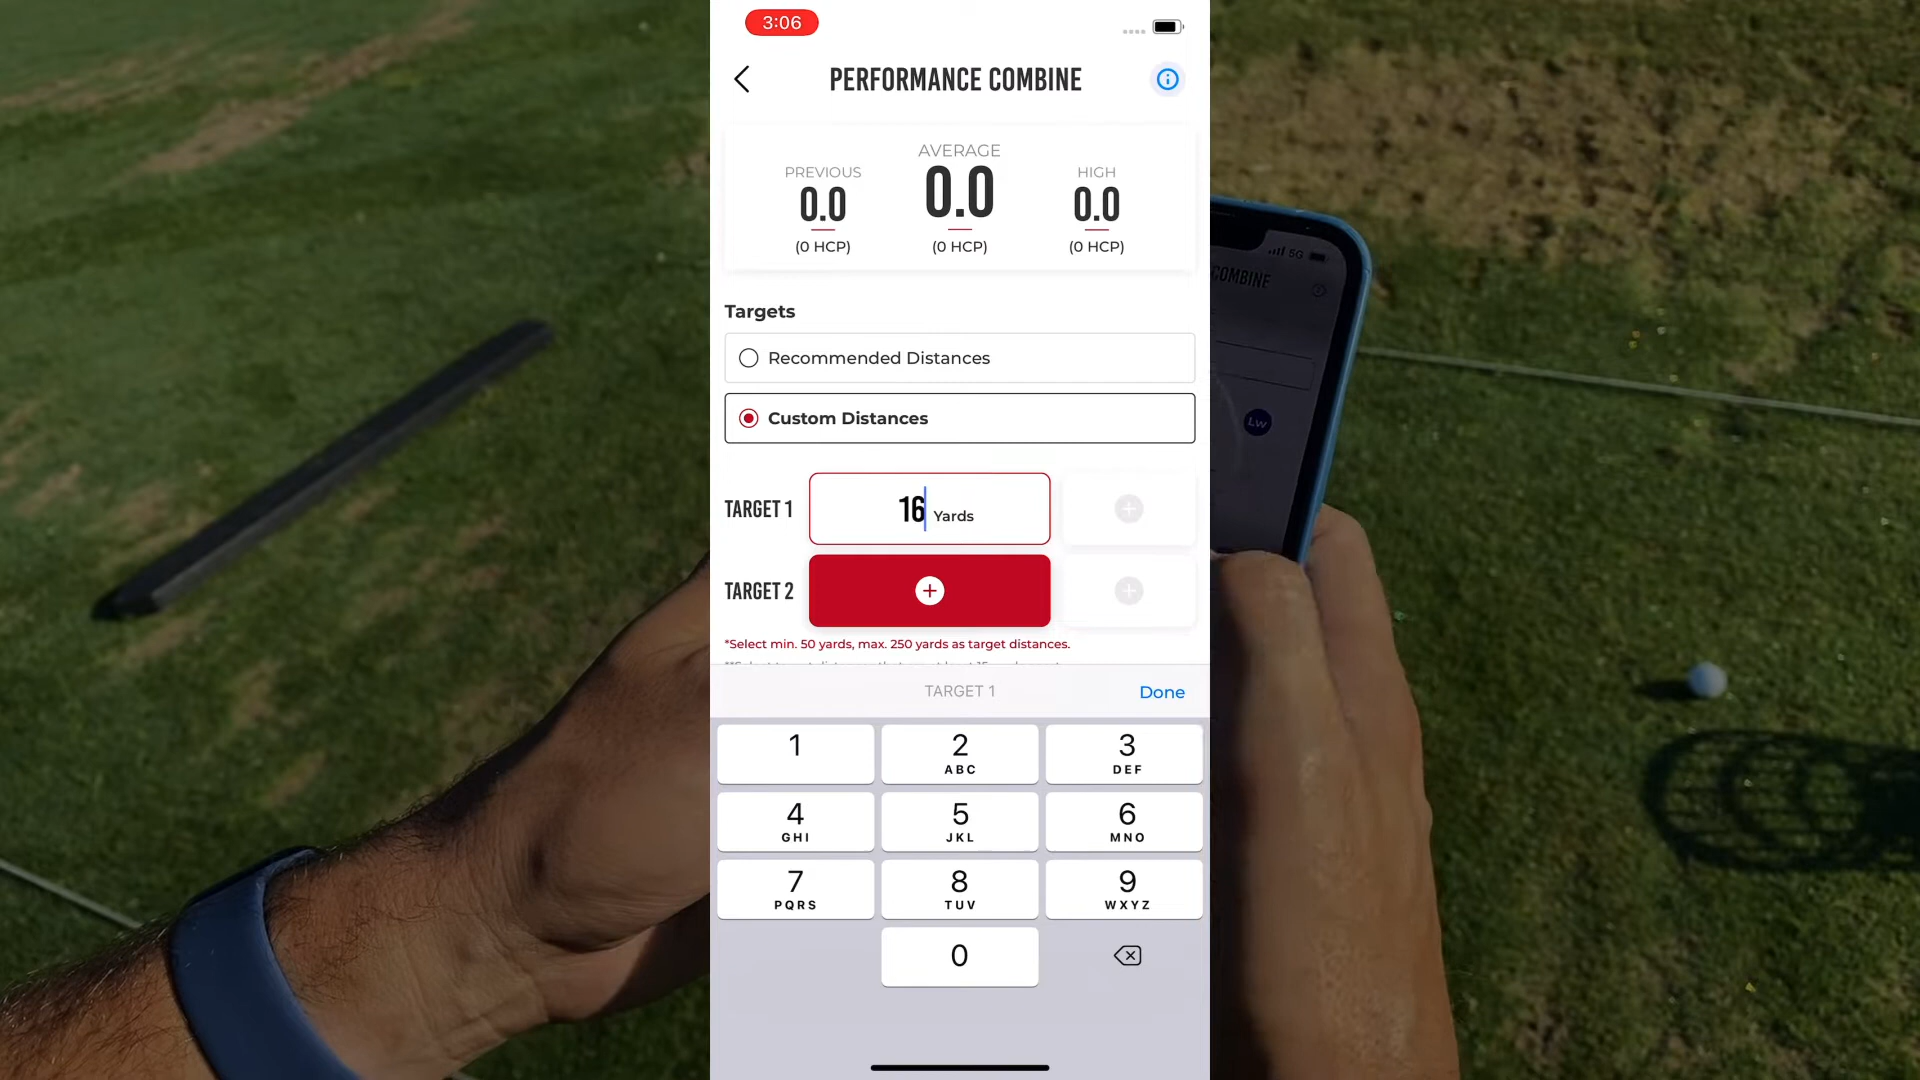 3:06
PERFORMANCE COMBINE
AVERAGE
PREVIOUS
HIGH
0.0
0.0
0.0
(0 HCP)
(0 HCP)
(0 HCP)
Targets
Recommended Distances
Custom Distances
TARGET 1
16 Yards
TARGET 2
*Select min. 50 yards, max. 250 yards as target distances.
TARGET 1
Done
1
2
ABC
3
DEF
4
GHI
5
JKL
6
MNO
7
PQRS
8
TUV
9
WXYZ
0
5G
COMBINE
LW